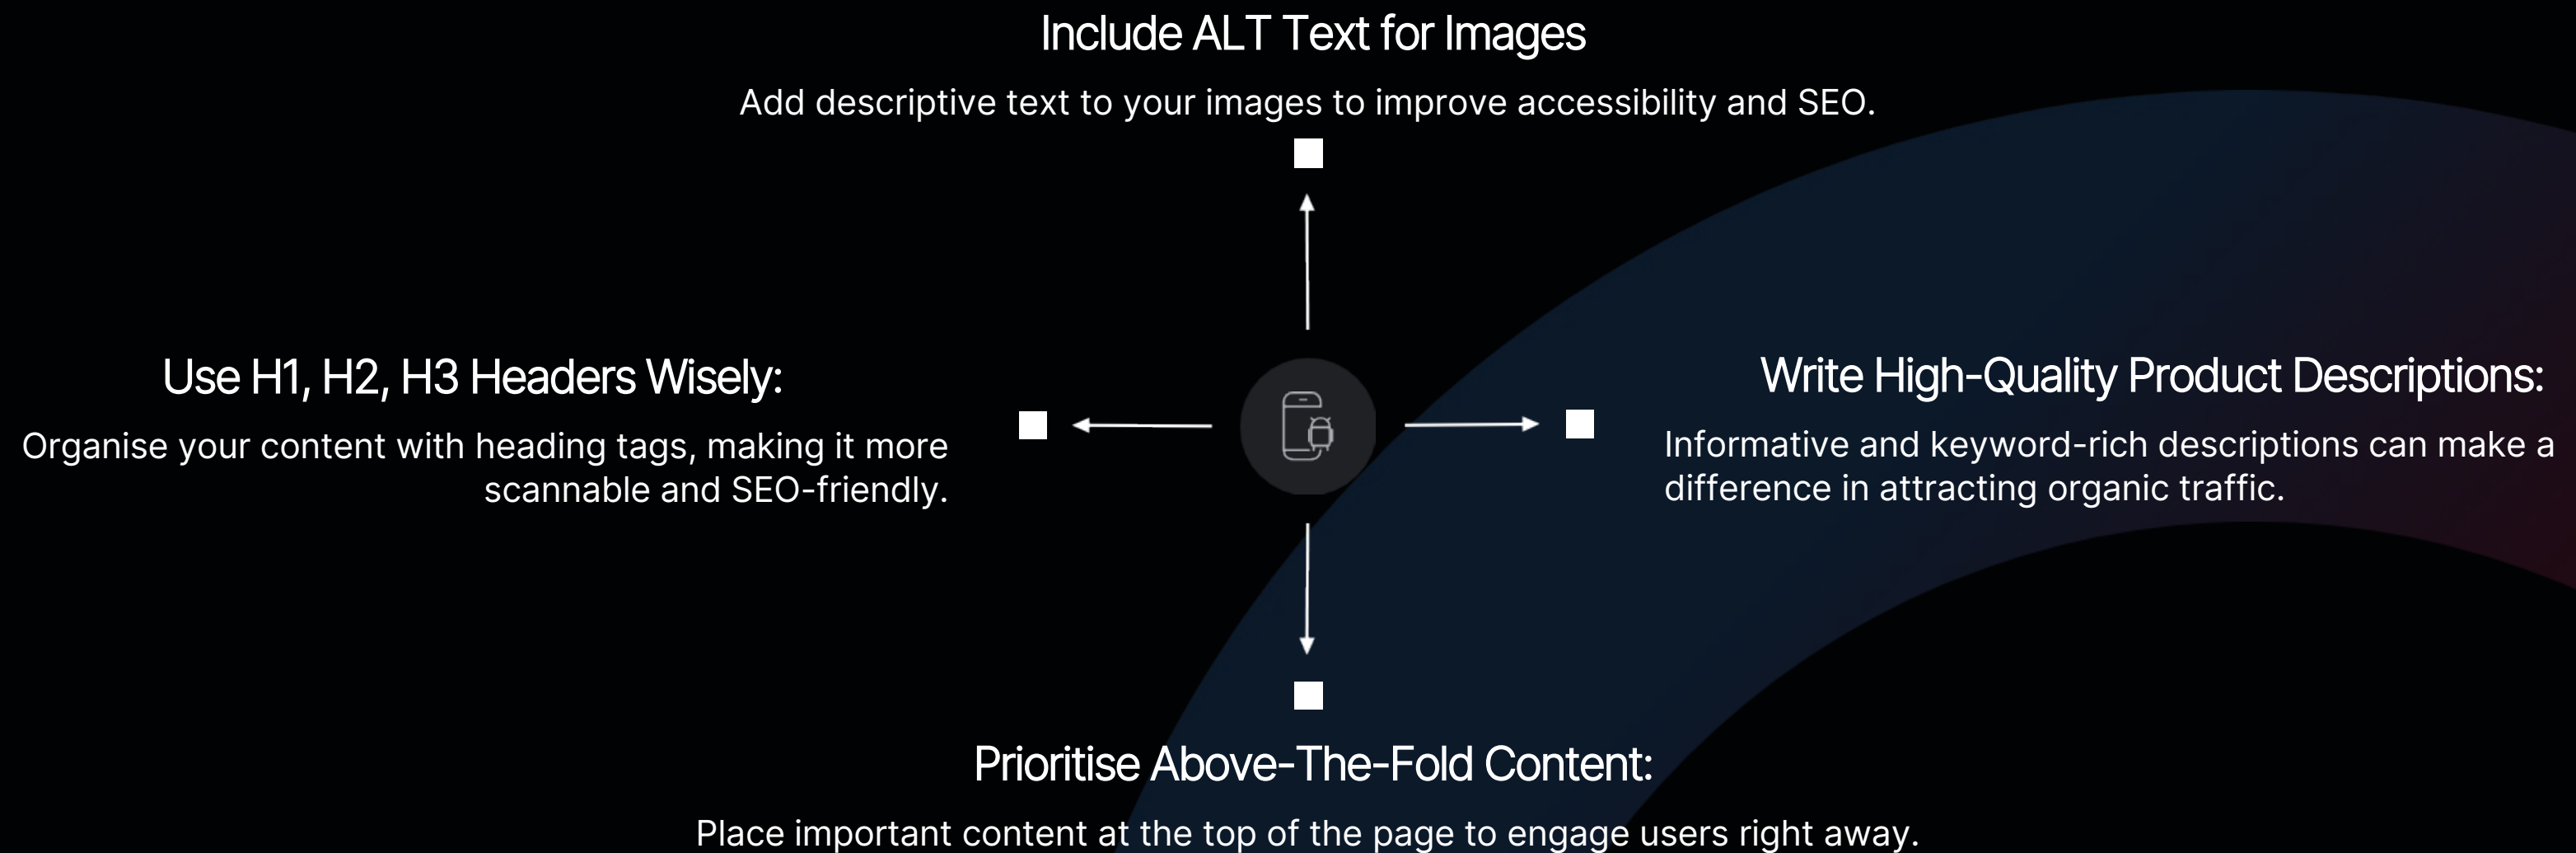 Include ALT Text for Images
Add descriptive text to your images to improve accessibility and SEO.
Use H1, H2, H3 Headers Wisely:
Organise your content with heading tags, making it more
scannable and SEO-friendly.
Write High-Quality Product Descriptions:
Informative and keyword-rich descriptions can make a
difference in attracting organic traffic.
Prioritise Above-The-Fold Content:
Place important content at the top of the page to engage users right away.